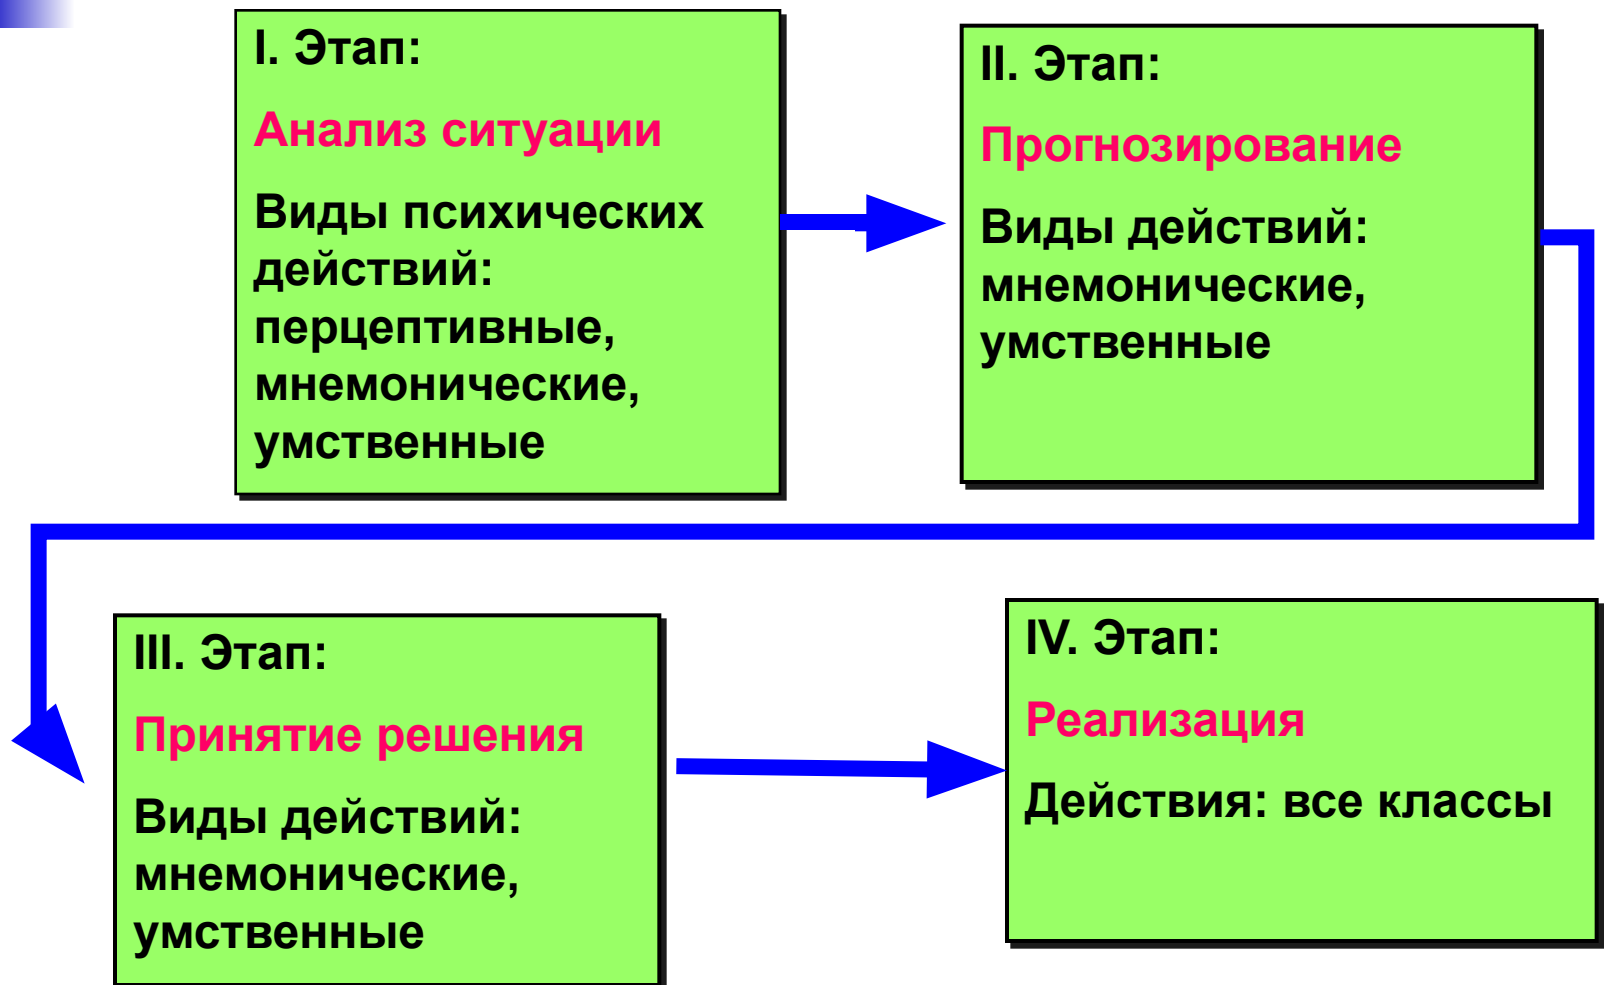 I. Этап:
Анализ ситуации
Виды психических
действий:
перцептивные,
мнемонические,
умственные
II. Этап:
Прогнозирование
Виды действий:
мнемонические,
умственные
III. Этап:
Принятие решения
Виды действий:
мнемонические,
умственные
IV. Этап:
Реализация
Действия: все классы